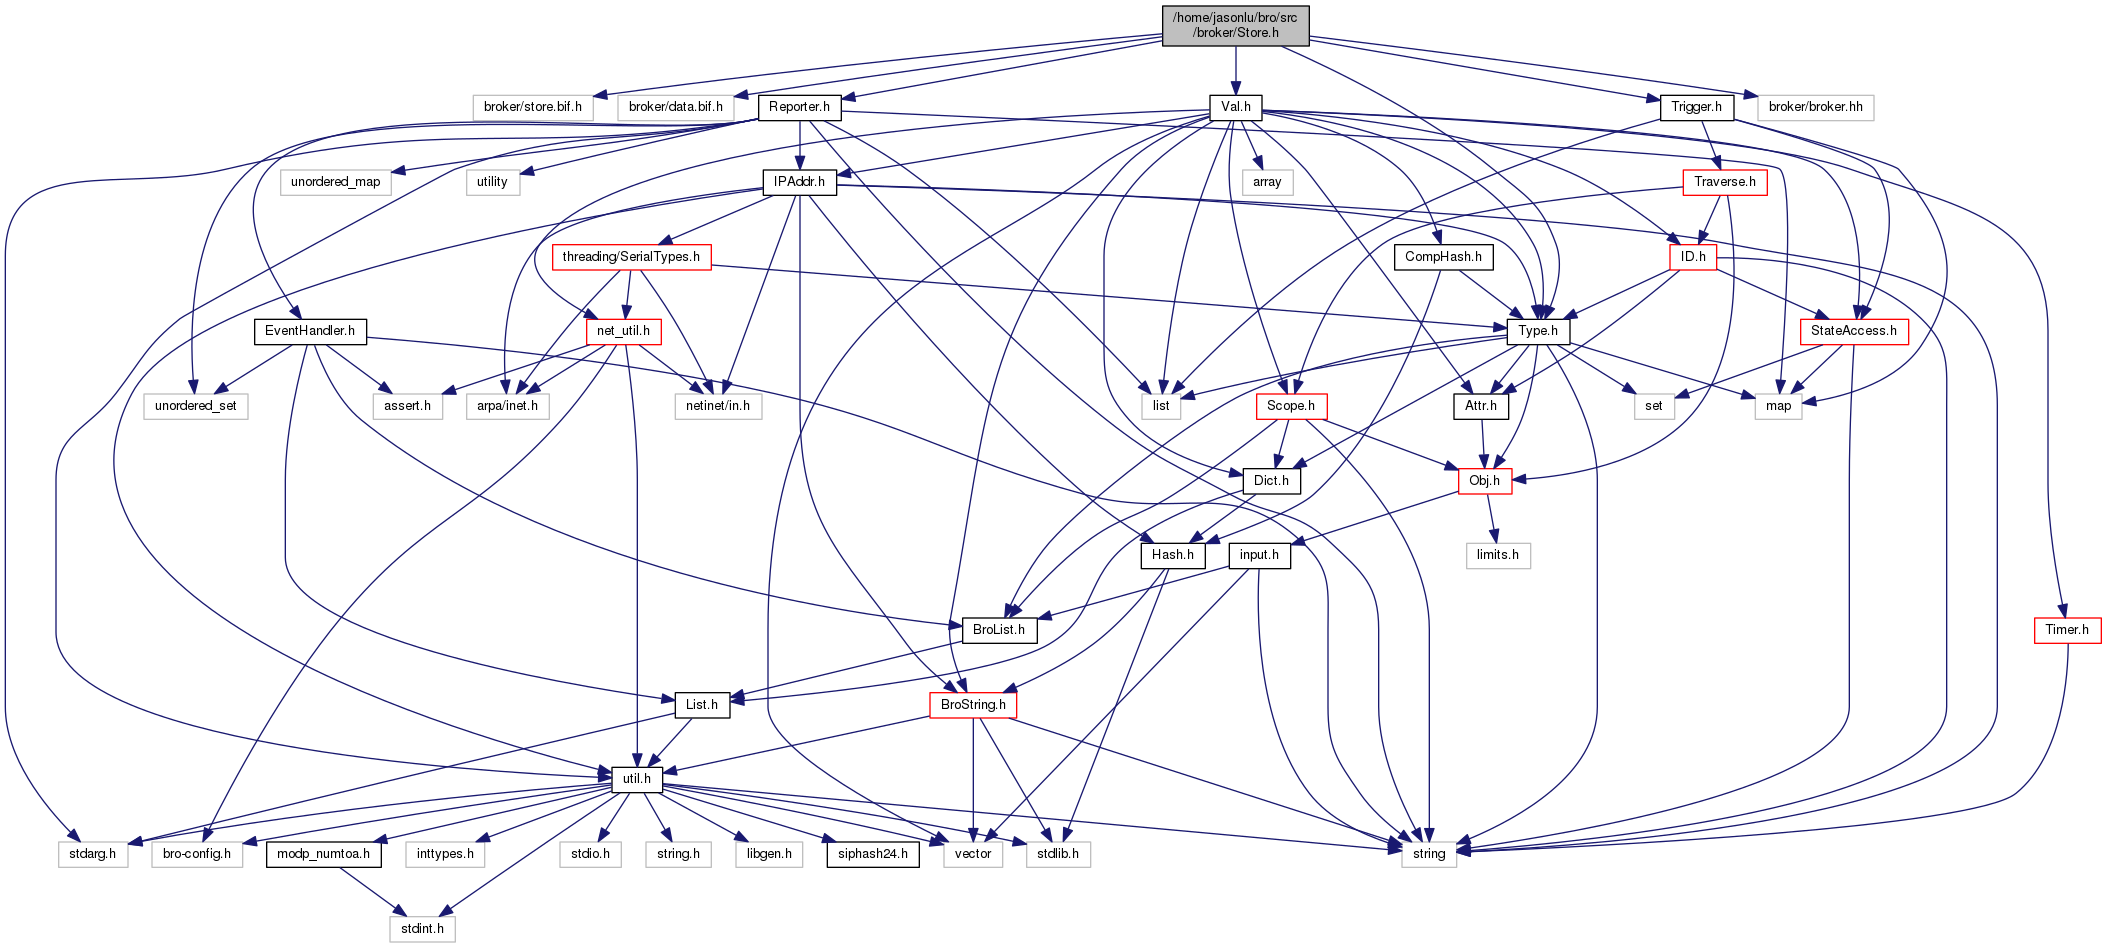 /home/jasonlu/bro/src
/broker/Store.h
broker/store.bif.h
broker/data.bif.h
Reporter.h
Val.h
Trigger.h
broker/broker.hh
unordered_map
utility
IPAddr.h
array
Traverse.h
threading/SerialTypes.h
CompHash.h
ID.h
EventHandler.h
net_util.h
Type.h
StateAccess.h
unordered_set
assert.h
arpa/inet.h
netinet/in.h
list
Scope.h
Attr.h
set
map
Dict.h
Obj.h
Hash.h
input.h
limits.h
BroList.h
Timer.h
List.h
BroString.h
util.h
stdarg.h
bro-config.h
modp_numtoa.h
inttypes.h
stdio.h
string.h
libgen.h
siphash24.h
vector
stdlib.h
string
stdint.h